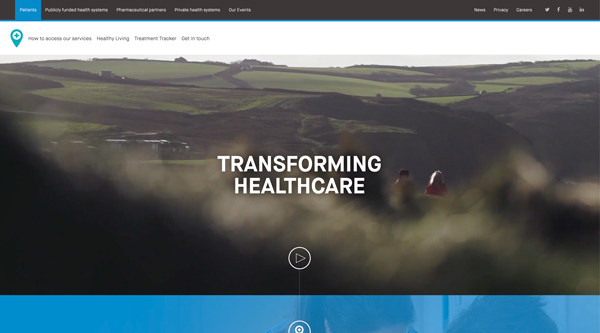 Patients Publicly funded health systems Pharmaceutical partners Private health systems Our Events News Privacy Careers
How to access our services Healthy Living Treatment Tracker Get in touch
TRANSFORMING
HEALTHCARE